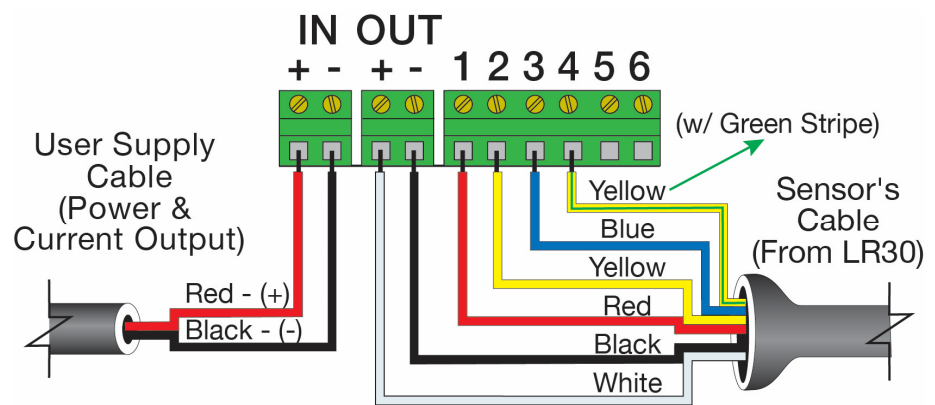 IN OUT
+ - + - 1 2 3 4 5 6
(w/ Green Stripe)
User Supply
Cable
(Power &
Current Output)
Yellow
Sensor's
Cable
(From LR30)
Blue
Yellow
Red - (+)
Red
Black - (-)
Black
White